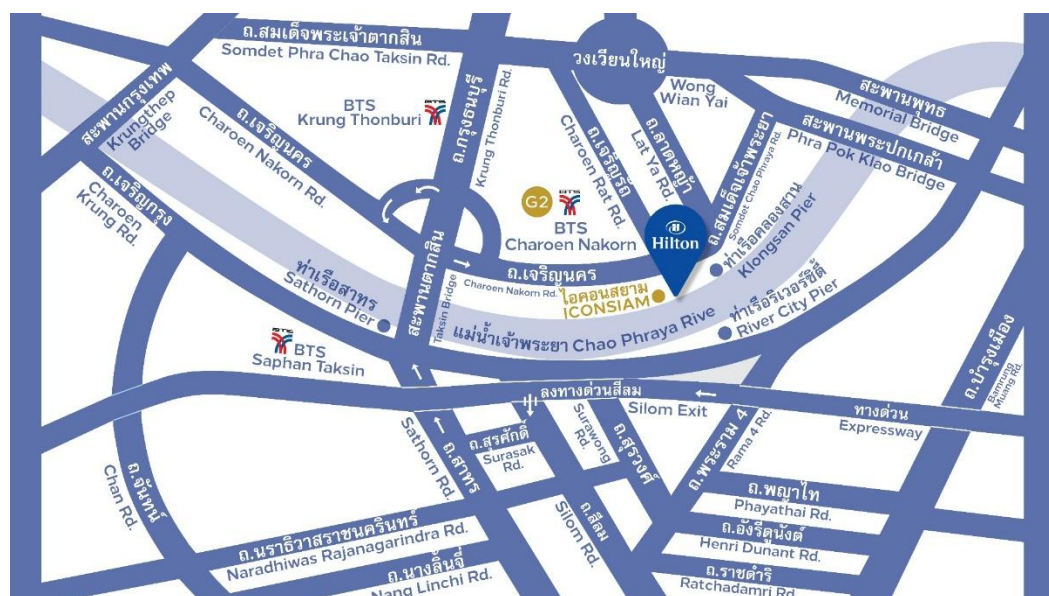 ถ.สมเด็จพระเจ้าตากสิน
Somdet Phra Chao Taksin Rd.
วงเวียนใหญ่
Wong
Wian Yai
สะพานพุทธ
Memorial Bridge
สะพานพระปกเกล้า
Phra Pok Klao Bridge
สะพานกรุงเทพ
Krungthep
Bridge
ถ.เจริญนคร
Charoen Nakorn Rd.
BTS
Krung Thonburi
BTS
ถ.กรุงธนบุรี
Krung Thonburi Rd.
ถ.เจริญรัถ
Charoen Rat Rd.
ถ.ลาดหญ้า
Lat Ya Rd.
ถ.สมเด็จเจ้าพระยา
Somdet Chao Phraya Rd.
ถ.เจริญกรุง
Charoen
Krung Rd.
G2
BTS
BTS
Charoen Nakorn
Hilton
ท่าเรือคลองสาน
Klongsan Pier
ถ.เจริญนคร
Charoen Nakorn Rd.
ไอคอนสยาม
ICONSIAM
ท่าเรือสาทร
Sathorn Pier
สะพานตากสิน
Taksin Bridge
แม่น้ำเจ้าพระยา Chao Phraya Rive
ท่าเรือริเวอร์ซิตี้
River City Pier
BTS
BTS
Saphan Taksin
ถ.บำรุงเมือง
Bamrung
Muang Rd.
ลงทางด่วนสีลม
Silom Exit
ทางด่วน
Expressway
ถ.จันทน์
Chan Rd.
ถ.สาทร
Sathorn Rd.
ถ.สุรศักดิ์
Surasak
Rd.
Surawong
Rd.
ถ.สุรวงศ์
ถ.พระราม 4
Rama 4 Rd.
ถ.สีลม
Silom Rd.
ถ.พญาไท
Phayathai Rd.
ถ.อังรีดูนังต์
Henri Dunant Rd.
ถ.ราชดำริ
Ratchadamri Rd.
ถ.นราธิวาสราชนครินทร์
Naradhiwas Rajanagarindra Rd.
ถ.นางลิ้นจี่
Nang Linchi Rd.